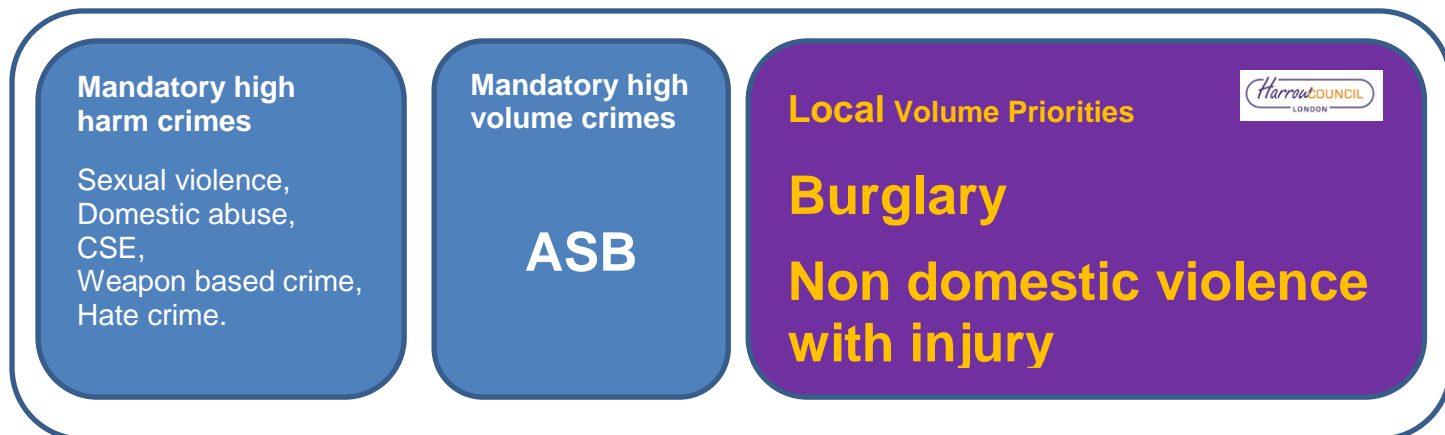 Mandatory high
harm crimes
Sexual violence,
Domestic abuse,
CSE,
Weapon based crime,
Hate crime.
Mandatory high
volume crimes
ASB
Local Volume Priorities
HarrowCOUNCIL
LONDON
Burglary
Non domestic violence
with injury